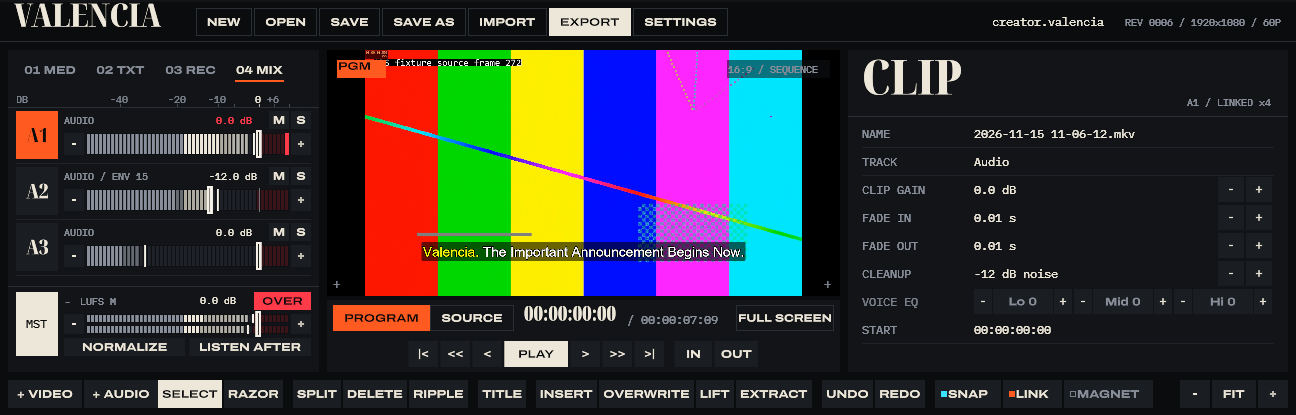 VALENCIA
NEW OPEN SAVE SAVE AS IMPORT EXPORT SETTINGS
creator.valencia REV 0006 / 1920x1080 / 60P
01 MED 02 TXT 03 REC 04 MIX
DB -40 -20 -10 0 +6
A1 AUDIO 0.0 dB M S
- +
A2 AUDIO / ENV 15 -12.0 dB M S
- +
A3 AUDIO 0.0 dB M S
- +
MST - LUFS M 0.0 dB OVER
- +
NORMALIZE LISTEN AFTER
PGM
fixture source frame 272
16:9 / SEQUENCE
Valencia. The Important Announcement Begins Now.
+ +
PROGRAM SOURCE 00:00:00:00 / 00:00:07:09 FULL SCREEN
|< << < PLAY > >> >| IN OUT
CLIP
A1 / LINKED x4
NAME 2026-11-15 11-06-12.mkv
TRACK Audio
CLIP GAIN 0.0 dB - +
FADE IN 0.01 s - +
FADE OUT 0.01 s - +
CLEANUP -12 dB noise - +
VOICE EQ - Lo 0 + - Mid 0 + - Hi 0 +
START 00:00:00:00
+ VIDEO + AUDIO SELECT RAZOR SPLIT DELETE RIPPLE TITLE INSERT OVERWRITE LIFT EXTRACT UNDO REDO SNAP LINK MAGNET - FIT +